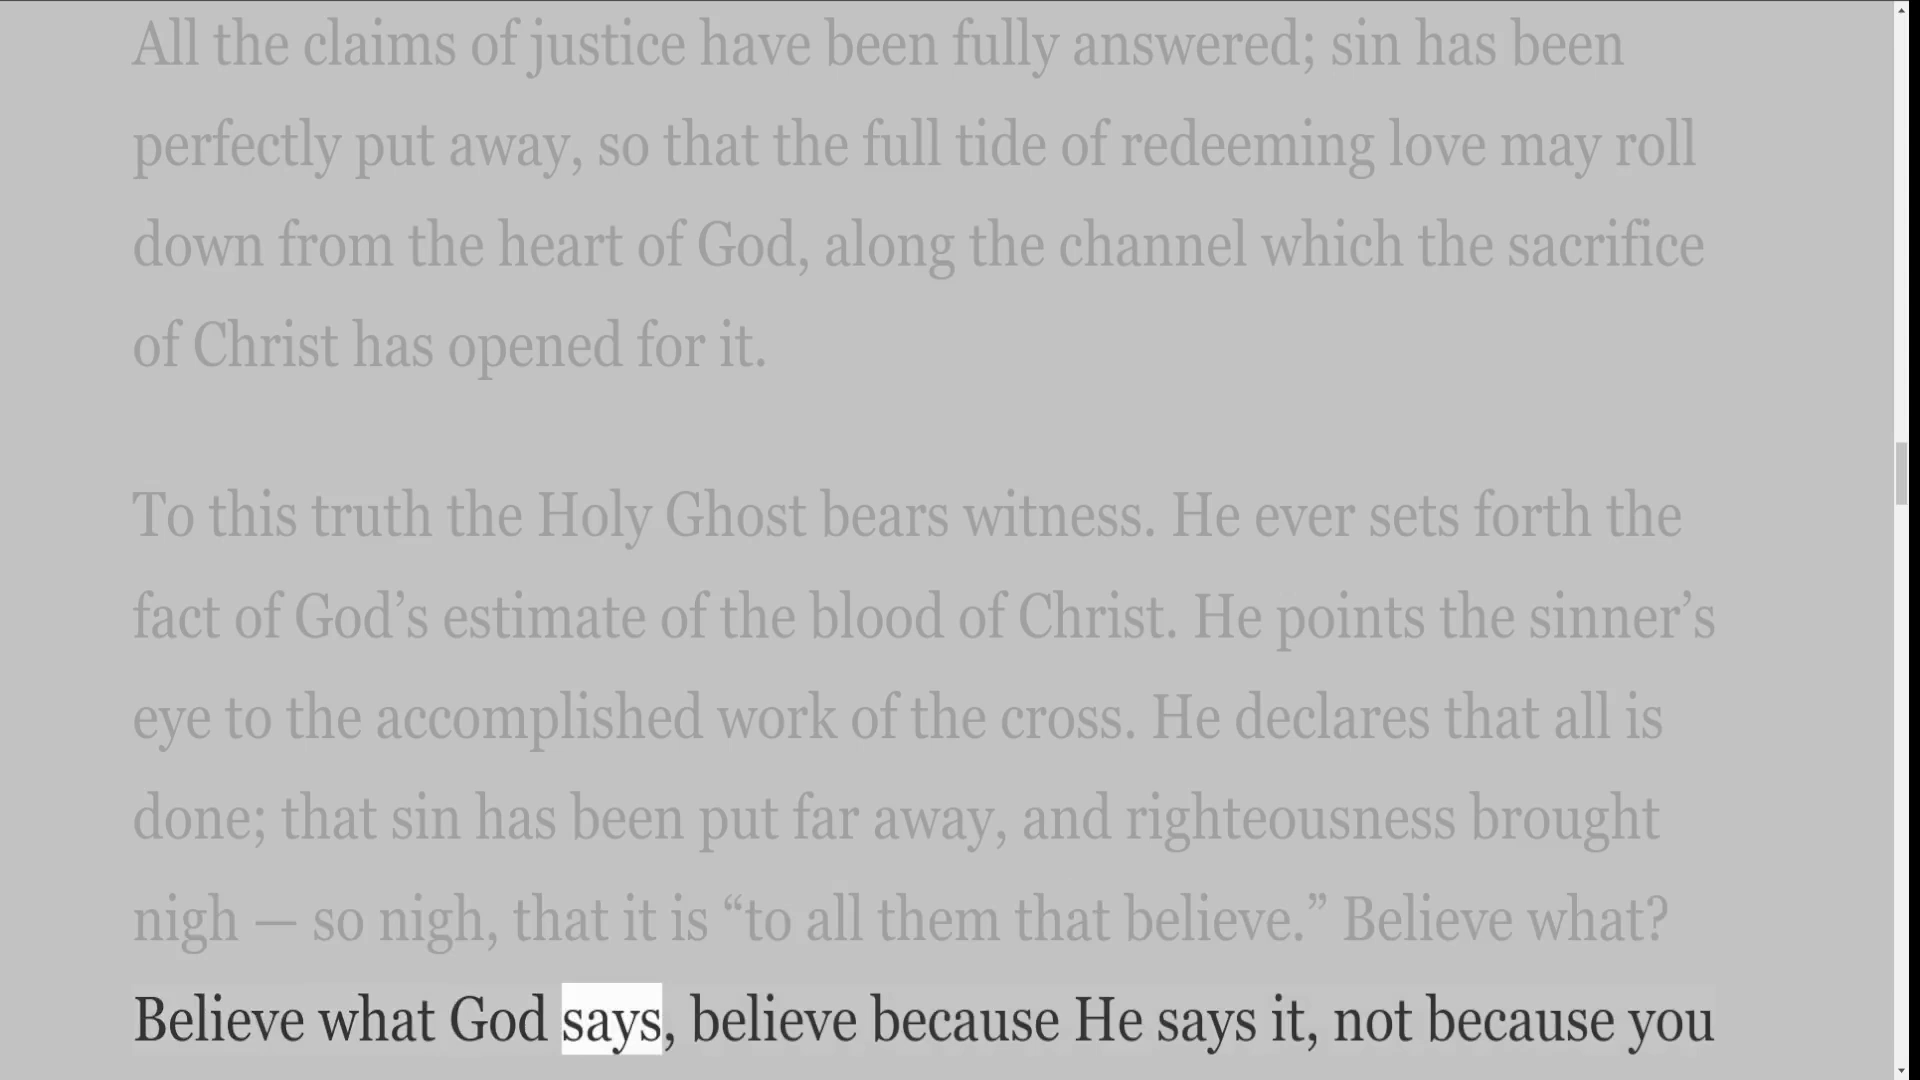 All the claims of justice have been fully answered; sin has been
perfectly put away, so that the full tide of redeeming love may roll
down from the heart of God, along the channel which the sacrifice
of Christ has opened for it.
To this truth the Holy Ghost bears witness. He ever sets forth the
fact of God’s estimate of the blood of Christ. He points the sinner’s
eye to the accomplished work of the cross. He declares that all is
done; that sin has been put far away, and righteousness brought
nigh — so nigh, that it is “to all them that believe.” Believe what?
Believe what God says, believe because He says it, not because you